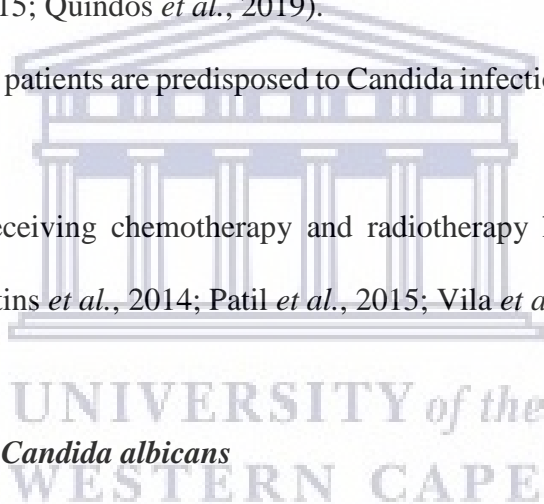 15; Quindos et al., 2019).
patients are predisposed to Candida infectio
eceiving chemotherapy and radiotherapy
tins et al., 2014; Patil et al., 2015; Vila et a
UNIVERSITY of the
Candida albicans
WESTERN CAPE